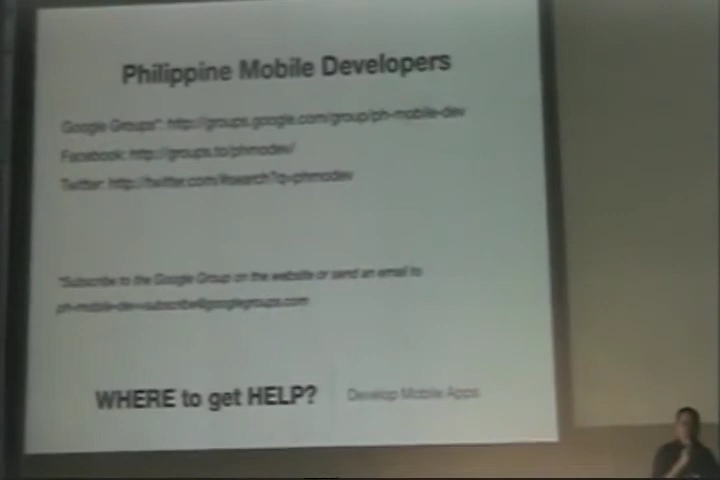 Philippine Mobile Developers
Google Groups*: http://groups.google.com/group/ph-mobile-dev
Facebook: http://groups.to/phmodev/
Twitter: http://twitter.com/#search?q=phmodev
*Subscribe to the Google Group on the website or send an email to
ph-mobile-dev+subscribe@googlegroups.com
WHERE to get HELP?
Develop Mobile Apps